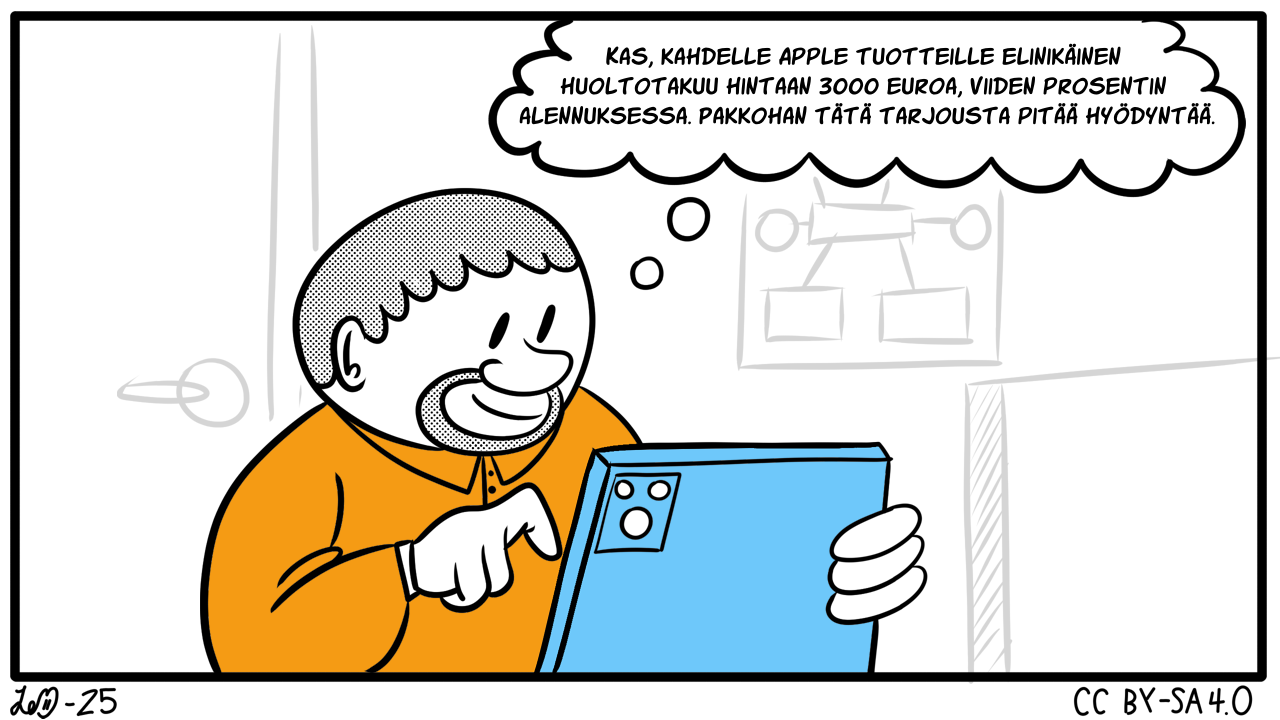 KAS, KAHDELLE APPLE TUOTTEILLE ELINIKÄINEN
HUOLTOTAKUU HINTAAN 3000 EUROA, VIIDEN PROSENTIN
ALENNUKSESSA. PAKKOHAN TÄTÄ TARJOUSTA PITÄÄ HYÖDYNTÄÄ.
-25
CC BY-SA 4.0